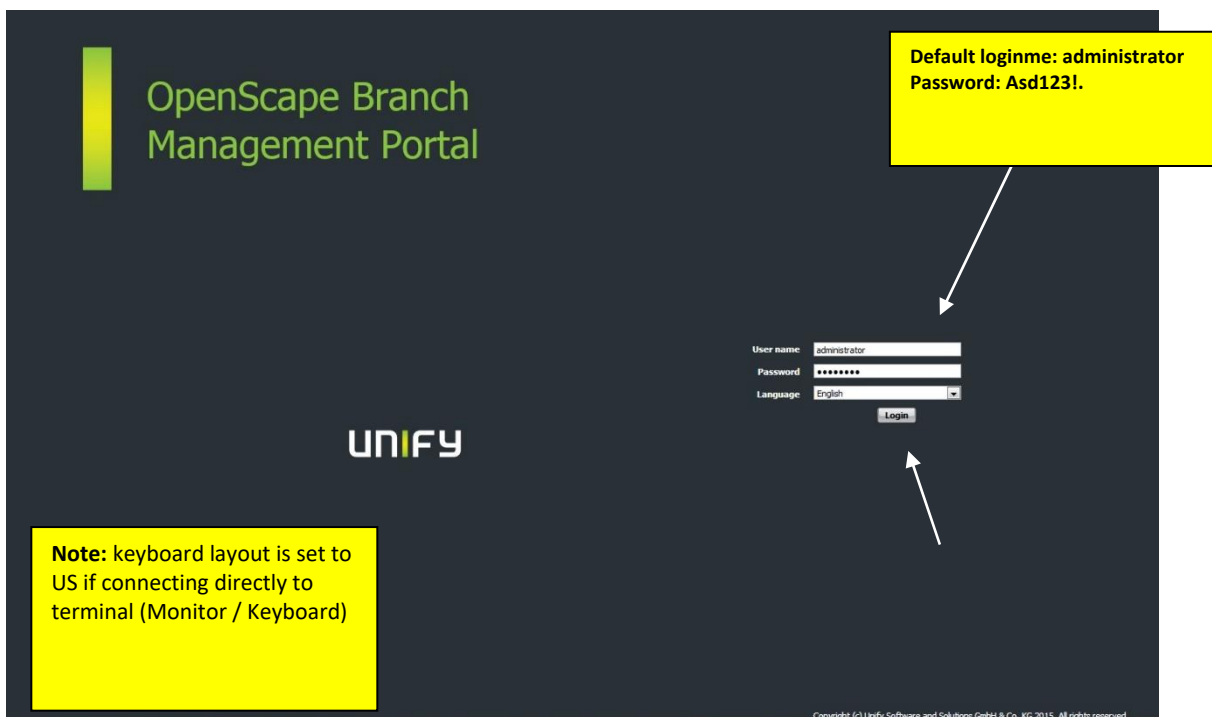 Default loginme: administrator
Password: Asd123!.
OpenScape Branch
Management Portal
User name administrator
Password ••••••••
Language English
Login
UNIFY
Note: keyboard layout is set to
US if connecting directly to
terminal (Monitor / Keyboard)
Copyright (c) Unify Software and Solutions GmbH & Co. KG 2015. All rights reserved.